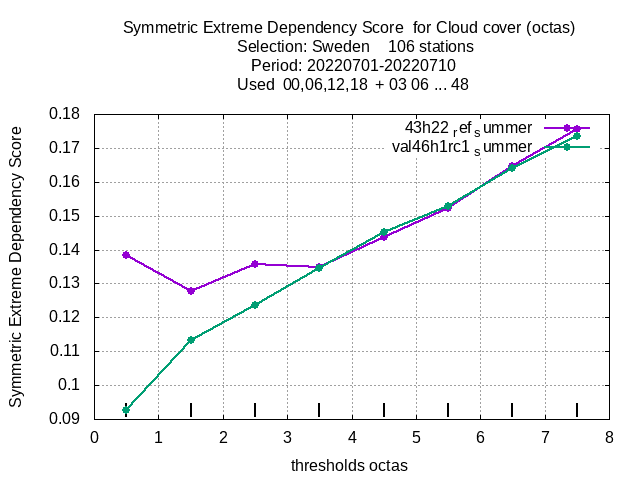 Symmetric Extreme Dependency Score for Cloud cover (octas)
Selection: Sweden 106 stations
Period: 20220701-20220710
Used 00,06,12,18 + 03 06 ... 48
43h22ref summer
val46h1rc1summer
Symmetric Extreme Dependency Score
0.18
0.17
0.16
0.15
0.14
0.13
0.12
0.11
0.1
0.09
0 1 2 3 4 5 6 7 8
thresholds octas